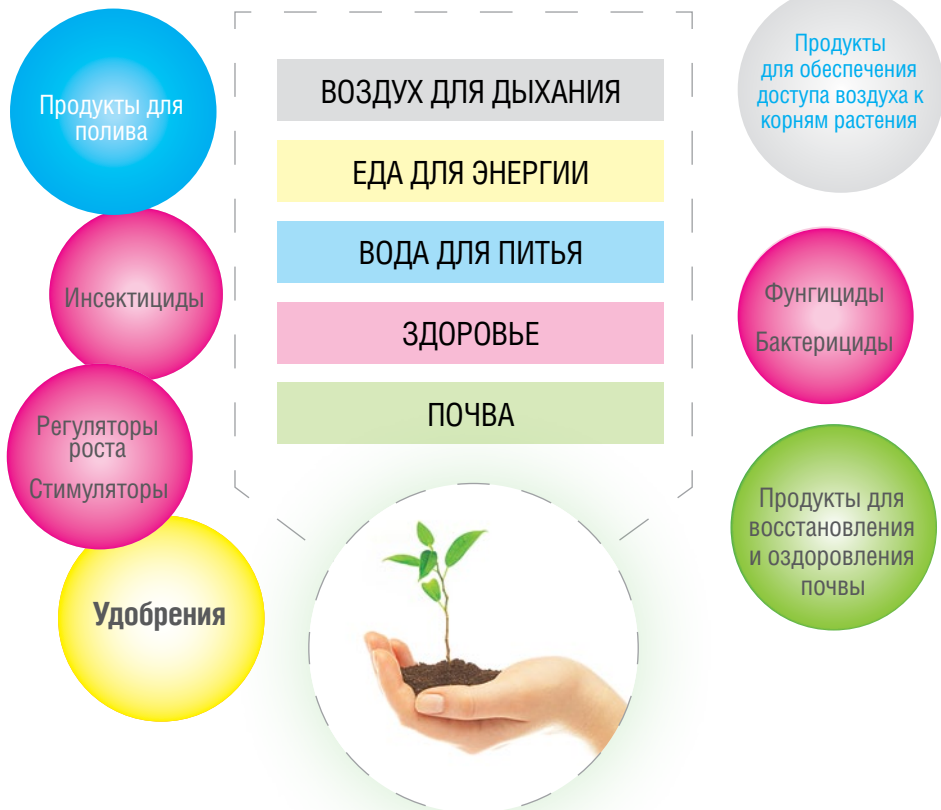 Продукты для
полива
Инсектициды
Регуляторы
роста
Стимуляторы
Удобрения
ВОЗДУХ ДЛЯ ДЫХАНИЯ
ЕДА ДЛЯ ЭНЕРГИИ
ВОДА ДЛЯ ПИТЬЯ
ЗДОРОВЬЕ
ПОЧВА
Продукты
для обеспечения
доступа воздуха к
корням растения
Фунгициды
Бактерициды
Продукты для
восстановления
и оздоровления
почвы